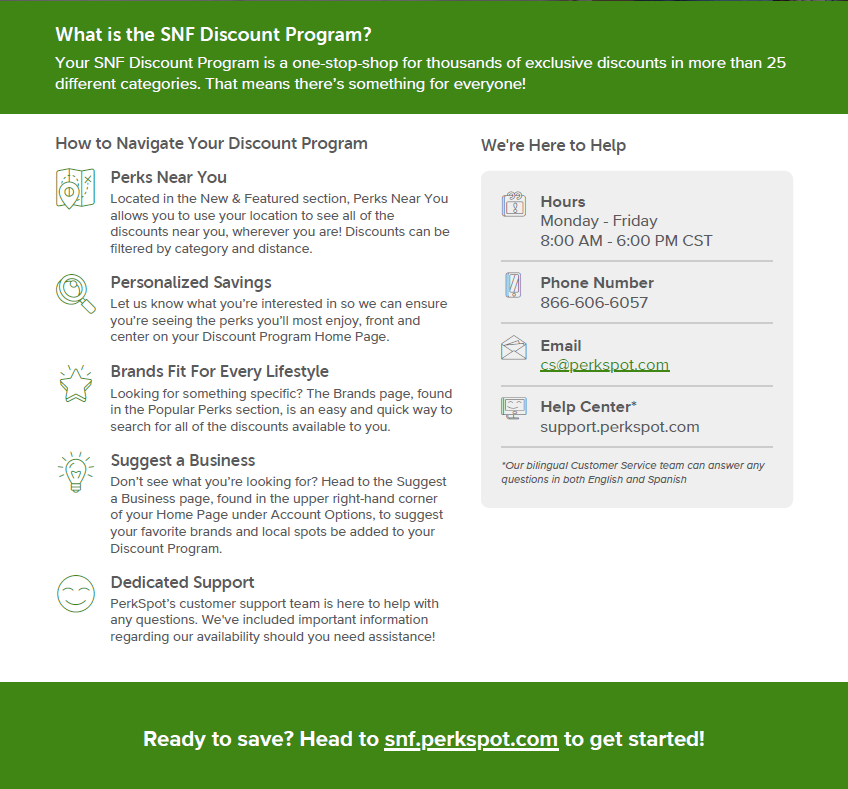 What is the SNF Discount Program?
Your SNF Discount Program is a one-stop-shop for thousands of exclusive discounts in more than 25
different categories. That means there's something for everyone!
How to Navigate Your Discount Program
Perks Near You
Located in the New & Featured section, Perks Near You
allows you to use your location to see all of the
discounts near you, wherever you are! Discounts can be
filtered by category and distance.
Personalized Savings
Let us know what you're interested in so we can ensure
you're seeing the perks you'll most enjoy, front and
center on your Discount Program Home Page.
Brands Fit For Every Lifestyle
Looking for something specific? The Brands page, found
in the Popular Perks section, is an easy and quick way to
search for all of the discounts available to you.
Suggest a Business
Don't see what you're looking for? Head to the Suggest
a Business page, found in the upper right-hand corner
of your Home Page under Account Options, to suggest
your favorite brands and local spots be added to your
Discount Program.
Dedicated Support
PerkSpot's customer support team is here to help with
any questions. We've included important information
regarding our availability should you need assistance!
We're Here to Help
Hours
Monday - Friday
8:00 AM - 6:00 PM CST
Phone Number
866-606-6057
Email
cs@perkspot.com
Help Center*
support.perkspot.com
*Our bilingual Customer Service team can answer any
questions in both English and Spanish
Ready to save? Head to snf.perkspot.com to get started!